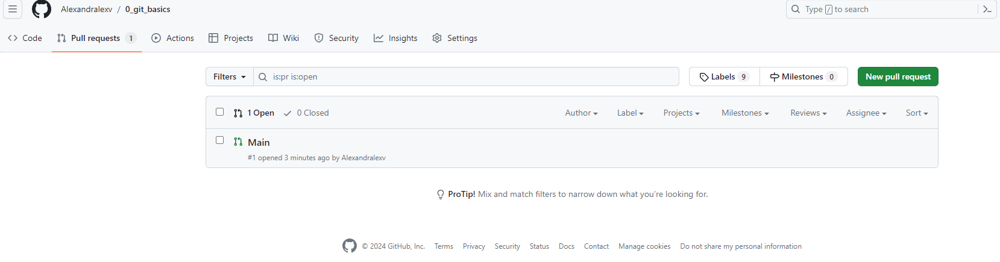 Alexandralexv / 0_git_basics
Type / to search
Code Pull requests 1 Actions Projects Wiki Security Insights Settings
Filters is:pr is:open Labels 9 Milestones 0 New pull request
1 Open 0 Closed Author Label Projects Milestones Reviews Assignee Sort
Main
#1 opened 3 minutes ago by Alexandralexv
ProTip! Mix and match filters to narrow down what you’re looking for.
© 2024 GitHub, Inc. Terms Privacy Security Status Docs Contact Manage cookies Do not share my personal information